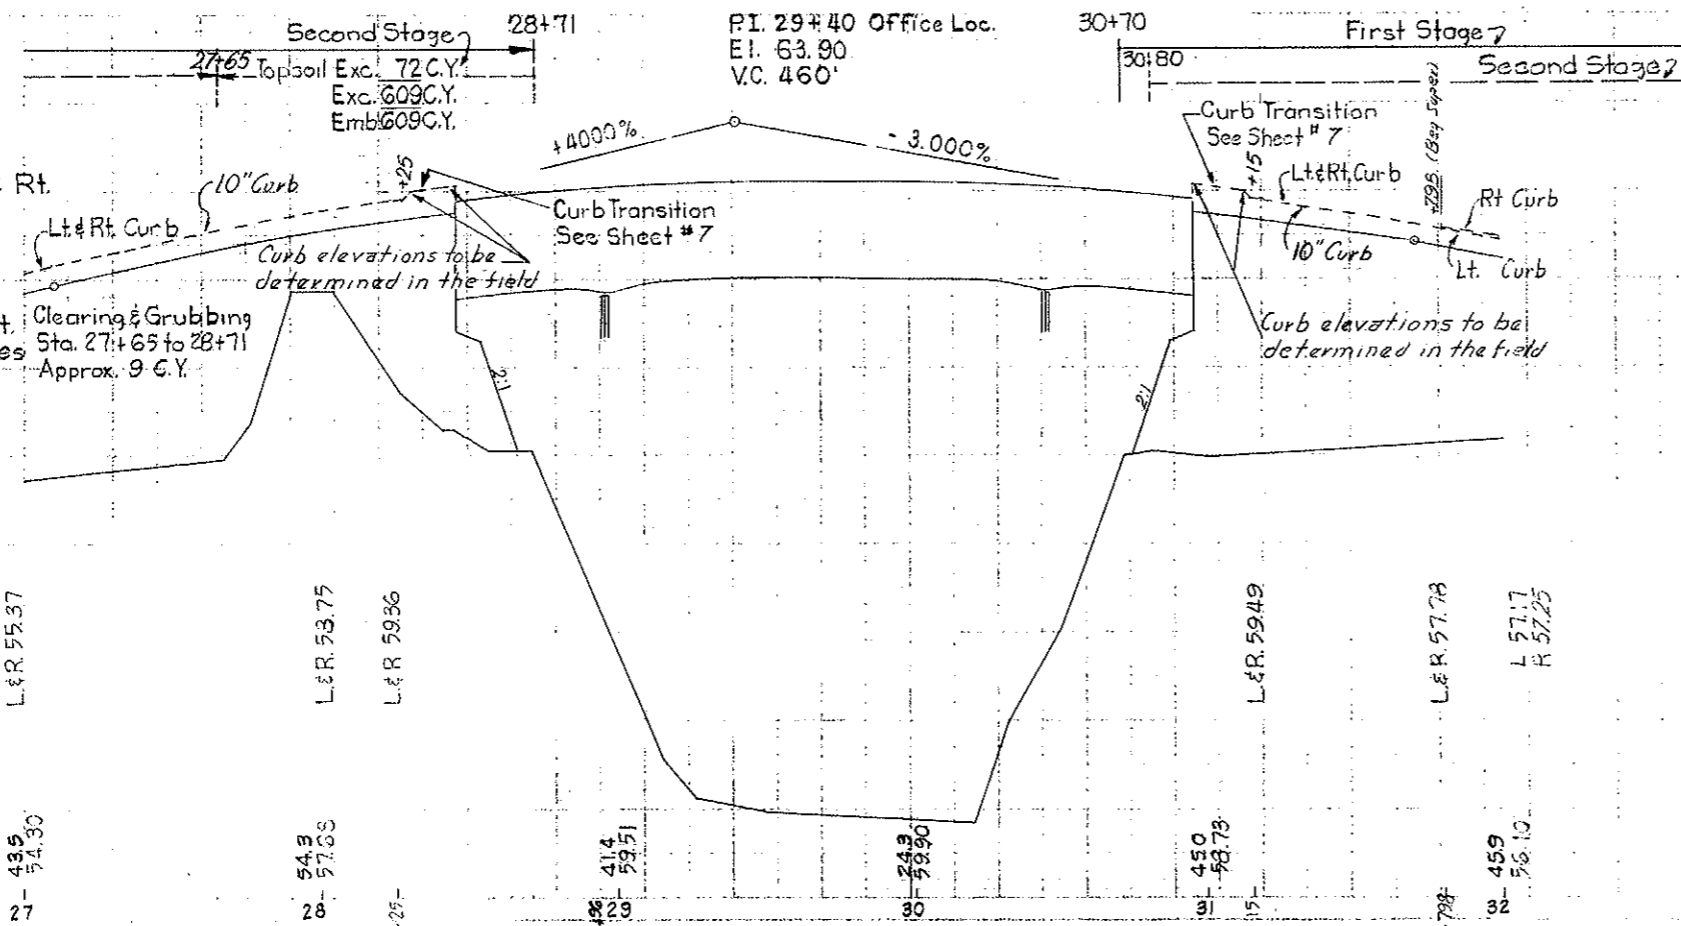 Second Stage
28+71
P.I. 29+40 Office Loc.
El. 63.90
V.C. 460'
30+70
First Stage
27+65
Topsoil Exc. 72 C.Y.
Exc. 609 C.Y.
Emb. 609 C.Y.
30+80
Second Stage
+4.000%
- 3.000%
Curb Transition
See Sheet # 7
+25
+15
Rt.
10" Curb
Lt. & Rt. Curb
Lt. & Rt. Curb
Rt Curb
Curb Transition
See Sheet # 7
Lt. & Rt. Curb
10" Curb
Lt. Curb
Curb elevations to be
determined in the field
Clearing & Grubbing
Sta. 27+65 to 28+71
Approx. 9 C.Y.
Curb elevations to be
determined in the field
2:1
2:1
L.& R. 55.37
L.& R. 58.75
L.& R 59.36
L.& R. 59.49
L.& R. 57.78
L 57.17
R 57.25
43.5
54.30
54.3
57.68
41.4
59.51
24.3
59.90
45.0
58.73
45.9
56.10
27
28
25
29
30
31
15
798
32